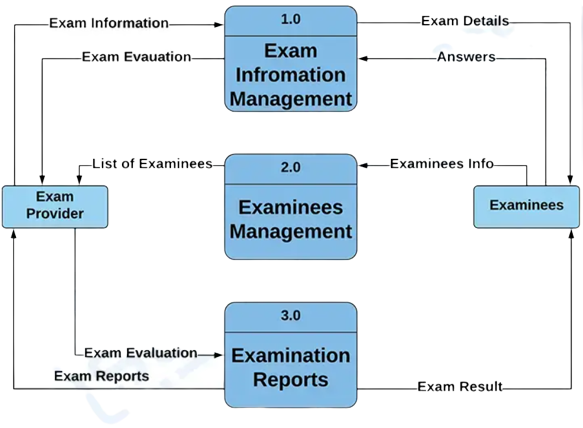 Exam Information
1.0
Exam Details
Exam Evauation
Exam
Infromation
Management
Answers
List of Examinees
2.0
Examinees Info
Exam
Provider
Examinees
Management
Examinees
3.0
Exam Evaluation
Examination
Reports
Exam Reports
Exam Result